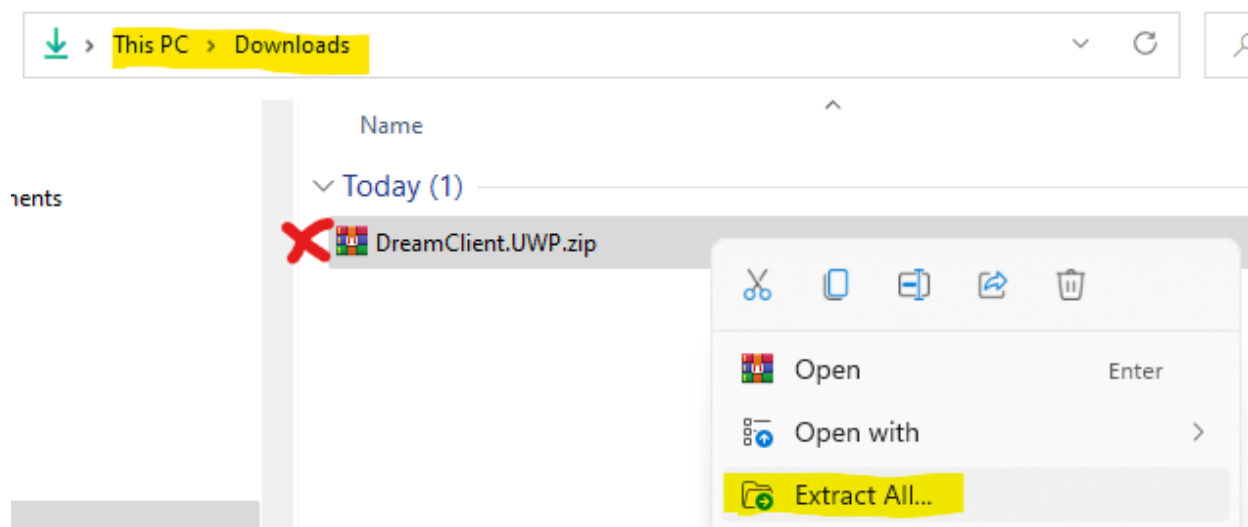 This PC > Downloads
Name
nents
Today (1)
DreamClient.UWP.zip
Open Enter
Open with >
Extract All...